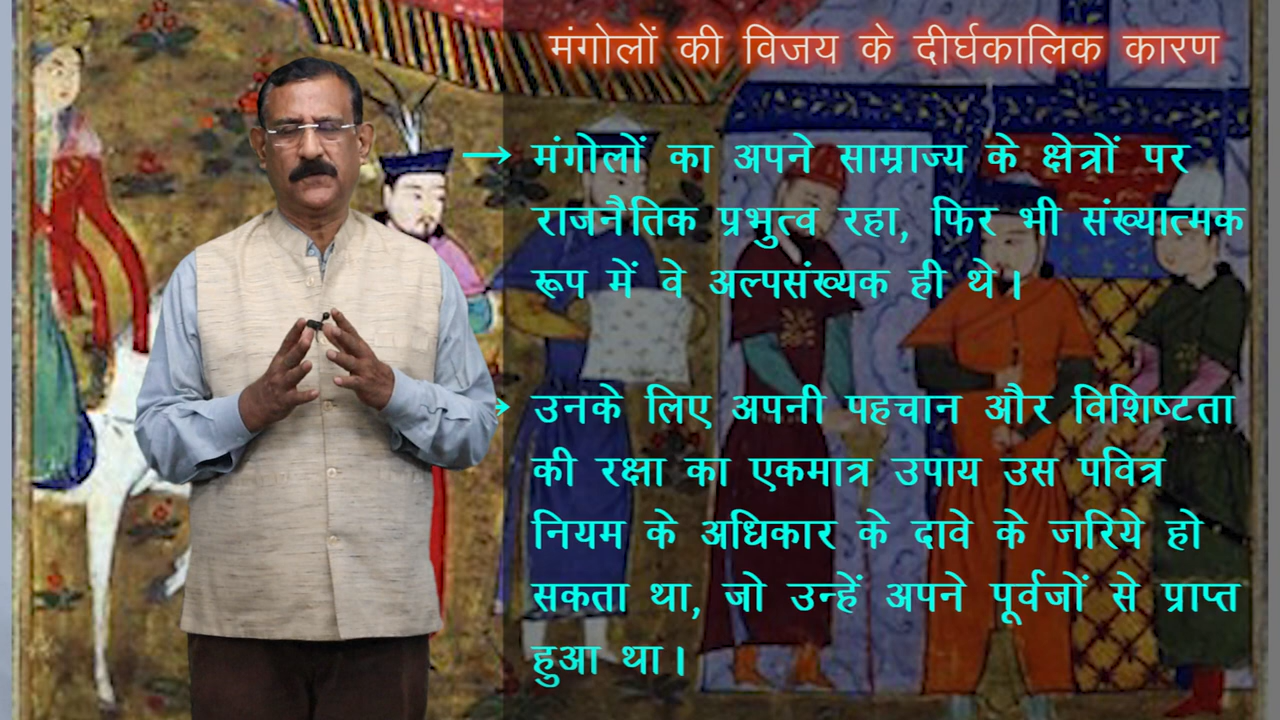 मंगोलों की विजय के दीर्घकालिक कारण
→ मंगोलों का अपने साम्राज्य के क्षेत्रों पर
राजनैतिक प्रभुत्व रहा, फिर भी संख्यात्मक
रूप में वे अल्पसंख्यक ही थे।
→ उनके लिए अपनी पहचान और विशिष्टता
की रक्षा का एकमात्र उपाय उस पवित्र
नियम के अधिकार के दावे के जरिये हो
सकता था, जो उन्हें अपने पूर्वजों से प्राप्त
हुआ था।